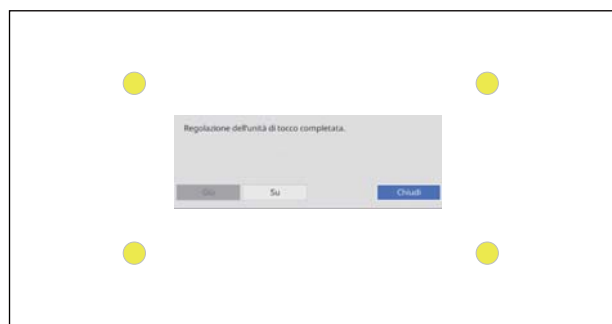 Regolazione dell'unità di tocco completata.
Giù Su Chiudi